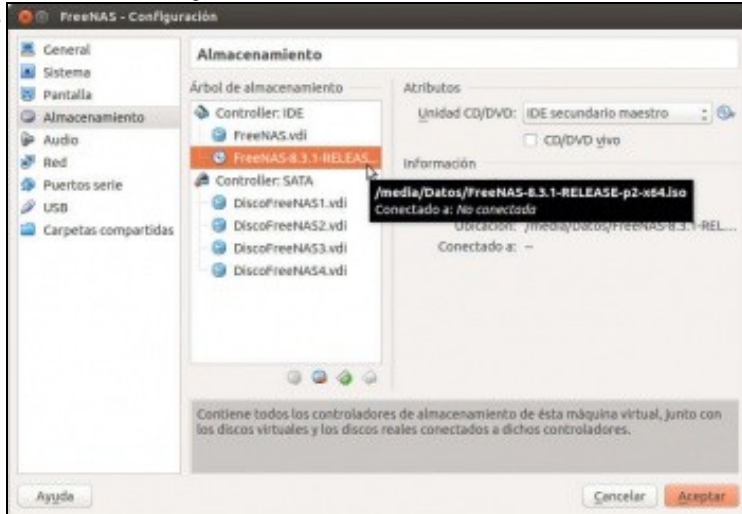 FreeNAS - Configuración
General
Sistema
Pantalla
Almacenamiento
Audio
Red
Puertos serie
USB
Carpetas compartidas
Almacenamiento
Árbol de almacenamiento
Controller: IDE
FreeNAS.vdi
FreeNAS-8.3.1-RELEAS...
Controller: SATA
DiscoFreeNAS1.vdi
DiscoFreeNAS2.vdi
DiscoFreeNAS3.vdi
DiscoFreeNAS4.vdi
Atributos
Unidad CD/DVD: IDE secundario maestro
CD/DVD vivo
Información
/media/Datos/FreeNAS-8.3.1-RELEASE-p2-x64.iso
Conectado a: No conectado
Ubicación: /media/Datos/FreeNAS-8.3.1-REL...
Conectado a: --
Contiene todos los controladores de almacenamiento de ésta máquina virtual, junto con
los discos virtuales y los discos reales conectados a dichos controladores.
Ayuda
Cancelar
Aceptar